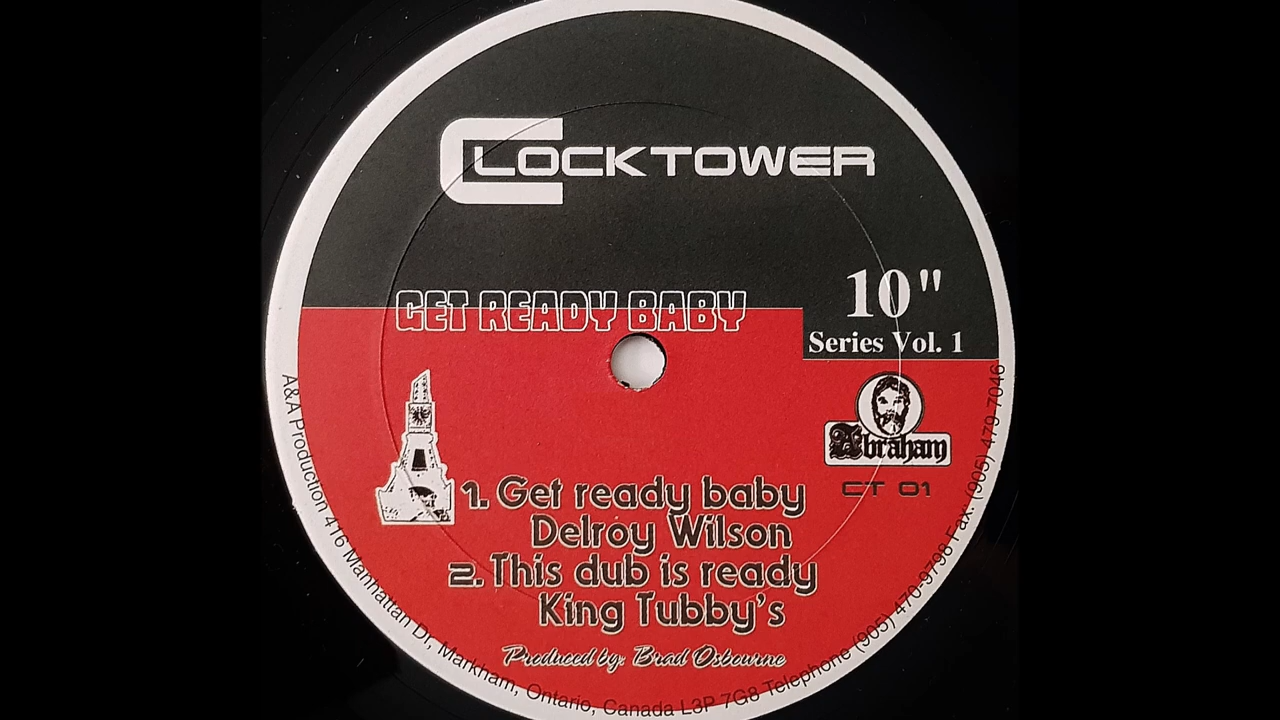 CLOCKTOWER
GET READY BABY
10"
Series Vol. 1
Abraham
CT 01
1. Get ready baby
Delroy Wilson
2. This dub is ready
King Tubby's
Produced by: Brad Osbourne
A&A Production 416 Manhattan Dr, Markham, Ontario, Canada L3P 7G8 Telephone (905) 470-9798 Fax (905) 479 7046